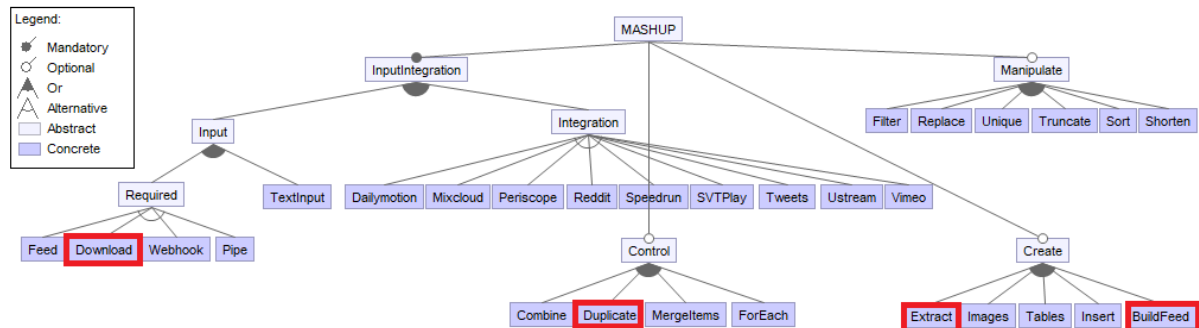 Legend:
Mandatory
Optional
Or
Alternative
Abstract
Concrete
MASHUP
InputIntegration
Manipulate
Filter Replace Unique Truncate Sort Shorten
Input
Integration
Required
TextInput
Dailymotion Mixcloud Periscope Reddit Speedrun SVTPlay Tweets Ustream Vimeo
Feed Download Webhook Pipe
Control
Create
Combine Duplicate MergeItems ForEach
Extract Images Tables Insert BuildFeed